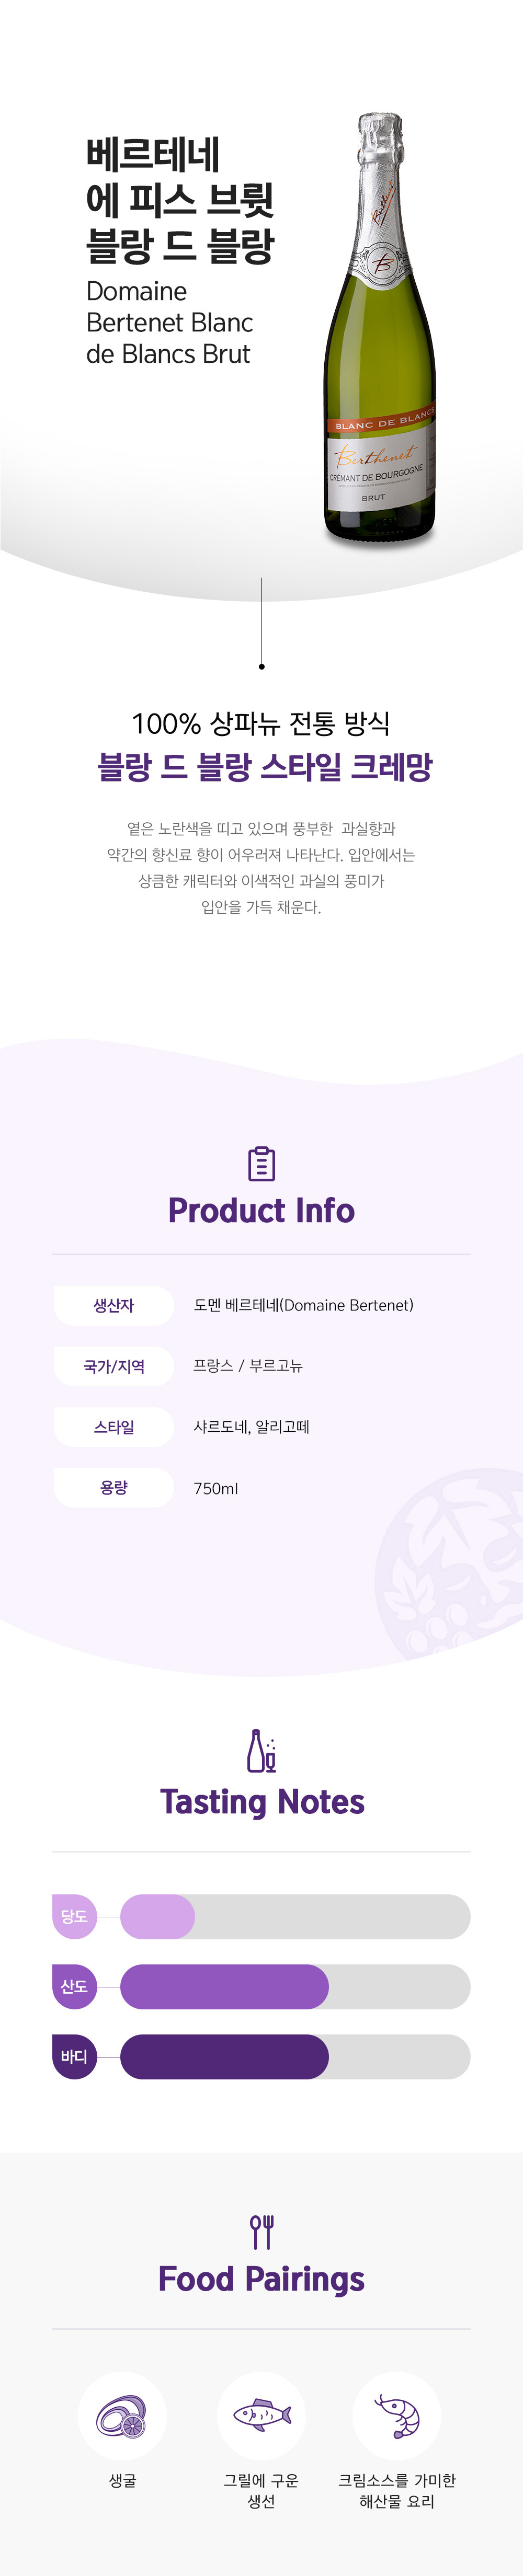 베르테네
에 피스 브륏
블랑 드 블랑
Domaine
Bertenet Blanc
de Blancs Brut
Berthenet
B
BLANC DE BLANCS
Berthenet
CRÉMANT DE BOURGOGNE
BRUT
100% 샹파뉴 전통 방식
블랑 드 블랑 스타일 크레망
옅은 노란색을 띠고 있으며 풍부한 과실향과
약간의 향신료 향이 어우러져 나타난다. 입안에서는
상큼한 캐릭터와 이색적인 과실의 풍미가
입안을 가득 채운다.
Product Info
생산자
도멘 베르테네(Domaine Bertenet)
국가/지역
프랑스 / 부르고뉴
스타일
샤르도네, 알리고떼
용량
750ml
Tasting Notes
당도
산도
바디
Food Pairings
생굴
그릴에 구운
생선
크림소스를 가미한
해산물 요리